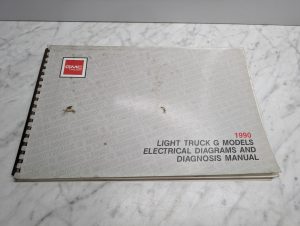 GMC
1990
LIGHT TRUCK G MODELS
ELECTRICAL DIAGRAMS AND
DIAGNOSIS MANUAL